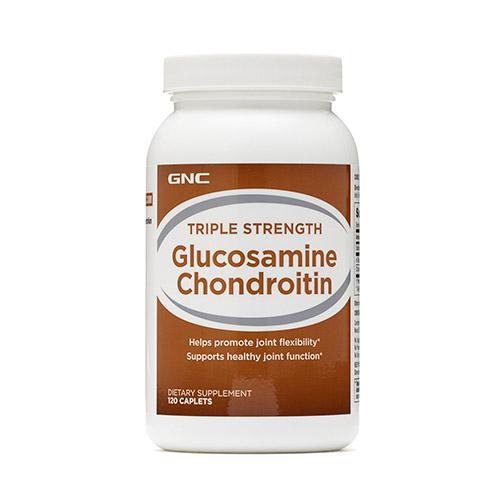 GNC
TRIPLE STRENGTH
Glucosamine
Chondroitin
Helps promote joint flexibility*
Supports healthy joint function*
DIETARY SUPPLEMENT
120 CAPLETS